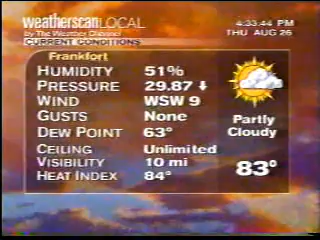 weatherscan LOCAL
by The Weather Channel
4:33:44 PM
THU AUG 26
CURRENT CONDITIONS
Frankfort
HUMIDITY 51%
PRESSURE 29.87 ↓
WIND WSW 9
GUSTS None
DEW POINT 63°
CEILING Unlimited
VISIBILITY 10 mi
HEAT INDEX 84°
Partly
Cloudy
83°